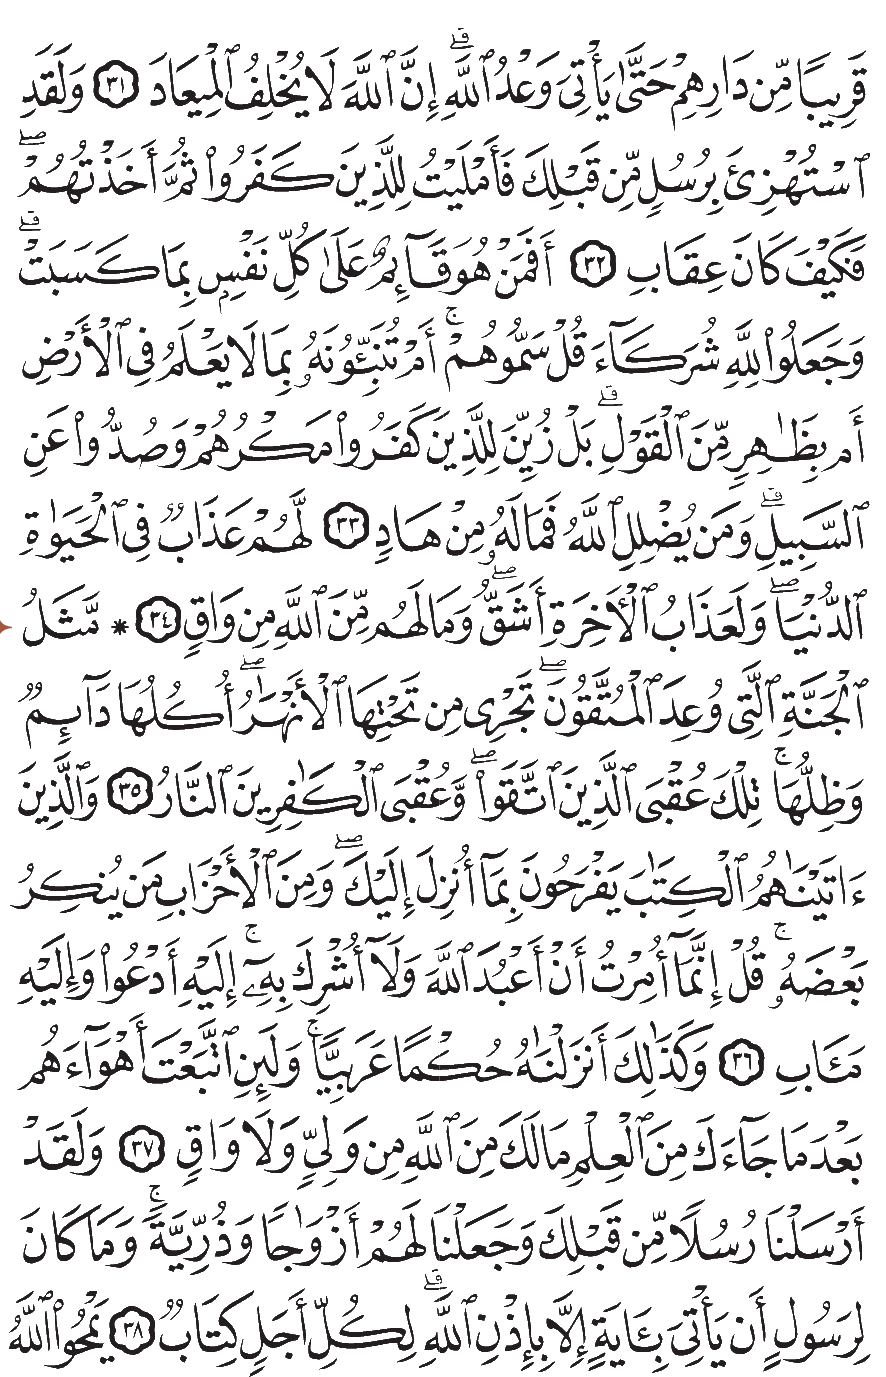 قَرِيبًا مِّن دَارِهِمْ حَتَّىٰ يَأْتِيَ وَعْدُ ٱللَّهِۚ إِنَّ ٱللَّهَ لَا يُخْلِفُ ٱلْمِيعَادَ ٣١ وَلَقَدِ
ٱسْتُهْزِئَ بِرُسُلٍ مِّن قَبْلِكَ فَأَمْلَيْتُ لِلَّذِينَ كَفَرُوا۟ ثُمَّ أَخَذْتُهُمْۖ
فَكَيْفَ كَانَ عِقَابِ ٣٢ أَفَمَنْ هُوَ قَآئِمٌ عَلَىٰ كُلِّ نَفْسٍۭ بِمَا كَسَبَتْۗ
وَجَعَلُوا۟ لِلَّهِ شُرَكَآءَ قُلْ سَمُّوهُمْۚ أَمْ تُنَبِّـُٔونَهُۥ بِمَا لَا يَعْلَمُ فِى ٱلْأَرْضِ
أَم بِظَـٰهِرٍ مِّنَ ٱلْقَوْلِۗ بَلْ زُيِّنَ لِلَّذِينَ كَفَرُوا۟ مَكْرُهُمْ وَصُدُّوا۟ عَنِ
ٱلسَّبِيلِۗ وَمَن يُضْلِلِ ٱللَّهُ فَمَا لَهُۥ مِنْ هَادٍ ٣٣ لَّهُمْ عَذَابٌ فِى ٱلْحَيَوٰةِ
ٱلدُّنْيَاۖ وَلَعَذَابُ ٱلْـَٔاخِرَةِ أَشَقُّۖ وَمَا لَهُم مِّنَ ٱللَّهِ مِن وَاقٍ ٣٤ * مَّثَلُ
ٱلْجَنَّةِ ٱلَّتِى وُعِدَ ٱلْمُتَّقُونَۖ تَجْرِى مِن تَحْتِهَا ٱلْأَنْهَـٰرُۖ أُكُلُهَا دَآئِمٌ
وَظِلُّهَاۚ تِلْكَ عُقْبَى ٱلَّذِينَ ٱتَّقَوا۟ۖ وَّعُقْبَى ٱلْكَـٰفِرِينَ ٱلنَّارُ ٣٥ وَٱلَّذِينَ
ءَاتَيْنَـٰهُمُ ٱلْكِتَـٰبَ يَفْرَحُونَ بِمَآ أُنزِلَ إِلَيْكَۖ وَمِنَ ٱلْأَحْزَابِ مَن يُنكِرُ
بَعْضَهُۥۚ قُلْ إِنَّمَآ أُمِرْتُ أَنْ أَعْبُدَ ٱللَّهَ وَلَآ أُشْرِكَ بِهِۦٓۚ إِلَيْهِ أَدْعُوا۟ وَإِلَيْهِ
مَـَٔابِ ٣٦ وَكَذَٰلِكَ أَنزَلْنَـٰهُ حُكْمًا عَرَبِيًّاۚ وَلَئِنِ ٱتَّبَعْتَ أَهْوَآءَهُم
بَعْدَ مَا جَآءَكَ مِنَ ٱلْعِلْمِ مَا لَكَ مِنَ ٱللَّهِ مِن وَلِىٍّ وَلَا وَاقٍ ٣٧ وَلَقَدْ
أَرْسَلْنَا رُسُلًا مِّن قَبْلِكَ وَجَعَلْنَا لَهُمْ أَزْوَٰجًا وَذُرِّيَّةًۚ وَمَا كَانَ
لِرَسُولٍ أَن يَأْتِىَ بِـَٔايَةٍ إِلَّا بِإِذْنِ ٱللَّهِۗ لِكُلِّ أَجَلٍ كِتَابٌ ٣٨ يَمْحُوا۟ ٱللَّهُ